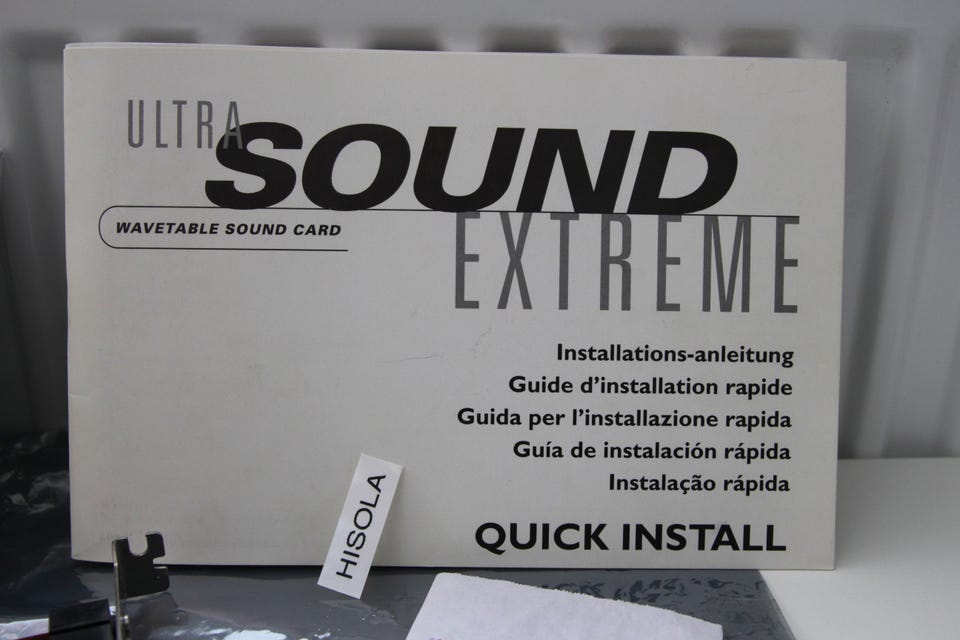 ULTRA
SOUND
WAVETABLE SOUND CARD
EXTREME
Installations-anleitung
Guide d'installation rapide
Guida per l'installazione rapida
Guía de instalación rápida
Instalação rápida
QUICK INSTALL
HISOLA